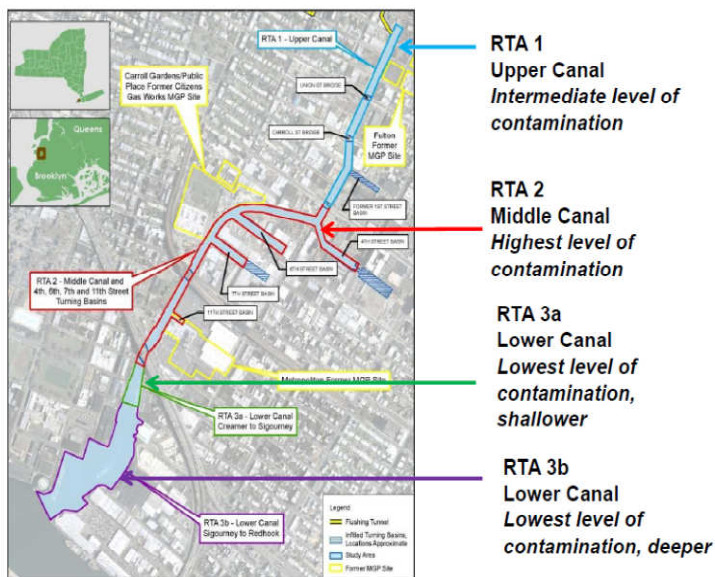 RTA 1 - Upper Canal
Carroll Gardens/Public
Place Former Citizens
Gas Works MGP Site
UNION ST BRIDGE
CARROLL ST BRIDGE
Fulton
Former
MGP Site
Queens
Brooklyn
FORMER 1ST STREET
BASIN
4TH STREET BASIN
6TH STREET BASIN
7TH STREET BASIN
11TH STREET BASIN
RTA 2 - Middle Canal and
4th, 6th, 7th and 11th Street
Turning Basins
Metropolitan Former MGP Site
RTA 3a - Lower Canal
Creamer to Sigourney
RTA 3b - Lower Canal
Sigourney to Redhook
Legend
Flushing Tunnel
Infilled Turning Basins,
Locations Approximate
Study Area
Former MGP Site
RTA 1
Upper Canal
Intermediate level of
contamination
RTA 2
Middle Canal
Highest level of
contamination
RTA 3a
Lower Canal
Lowest level of
contamination,
shallower
RTA 3b
Lower Canal
Lowest level of
contamination, deeper